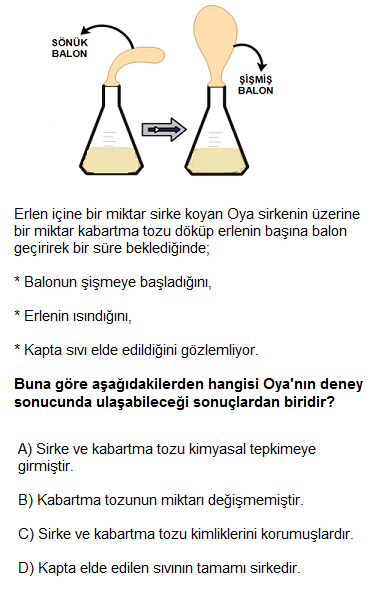 SÖNÜK
BALON
ŞİŞMİŞ
BALON
Erlen içine bir miktar sirke koyan Oya sirkenin üzerine
bir miktar kabartma tozu döküp erlenin başına balon
geçirirek bir süre beklediğinde;
* Balonun şişmeye başladığını,
* Erlenin ısındığını,
* Kapta sıvı elde edildiğini gözlemliyor.
Buna göre aşağıdakilerden hangisi Oya'nın deney
sonucunda ulaşabileceği sonuçlardan biridir?
A) Sirke ve kabartma tozu kimyasal tepkimeye
girmiştir.
B) Kabartma tozunun miktarı değişmemiştir.
C) Sirke ve kabartma tozu kimliklerini korumuşlardır.
D) Kapta elde edilen sıvının tamamı sirkedir.